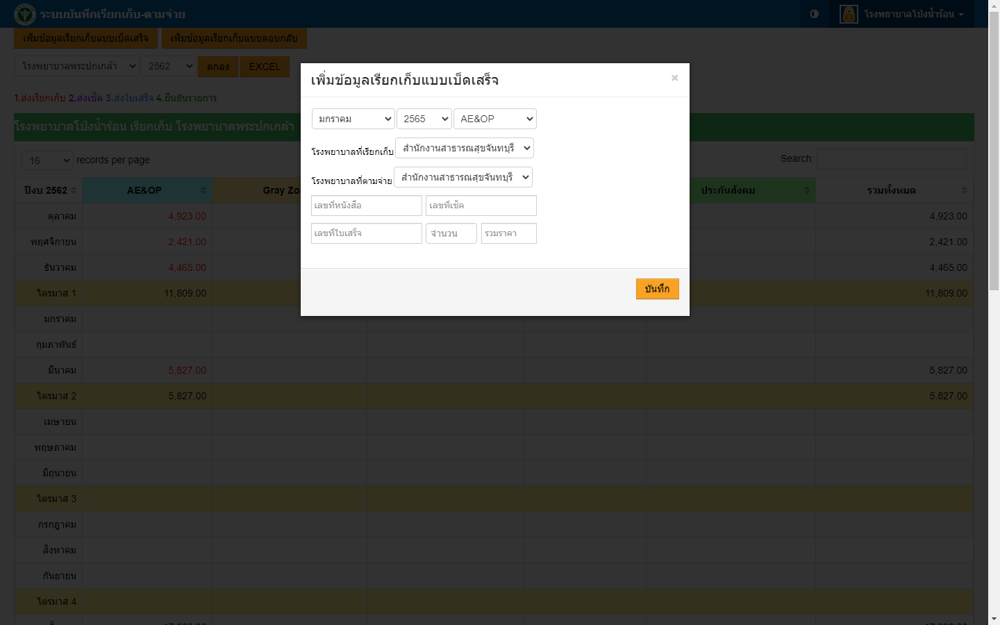 ระบบบันทึกเรียกเก็บ-ตามจ่าย
โรงพยาบาลโป่งน้ำร้อน
เพิ่มข้อมูลเรียกเก็บแบบเบ็ดเสร็จ เพิ่มข้อมูลเรียกเก็บแบบตอบกลับ
โรงพยาบาลพระปกเกล้า 2562 ตกลง EXCEL
1.ส่งเรียกเก็บ 2.ส่งเช็ค 3.ส่งใบเสร็จ 4.ยืนยันรายการ
โรงพยาบาลโป่งน้ำร้อน เรียกเก็บ โรงพยาบาลพระปกเกล้า
16 records per page Search:
ปีงบ 2562 AE&OP Gray Zo ประกันสังคม รวมทั้งหมด
ตุลาคม 4,923.00 4,923.00
พฤศจิกายน 2,421.00 2,421.00
ธันวาคม 4,465.00 4,465.00
ไตรมาส 1 11,809.00 11,809.00
มกราคม
กุมภาพันธ์
มีนาคม 5,827.00 5,827.00
ไตรมาส 2 5,827.00 5,827.00
เมษายน
พฤษภาคม
มิถุนายน
ไตรมาส 3
กรกฎาคม
สิงหาคม
กันยายน
ไตรมาส 4
เพิ่มข้อมูลเรียกเก็บแบบเบ็ดเสร็จ ×
มกราคม 2565 AE&OP
โรงพยาบาลที่เรียกเก็บ สำนักงานสาธารณสุขจันทบุรี
โรงพยาบาลที่ตามจ่าย สำนักงานสาธารณสุขจันทบุรี
เลขที่หนังสือ เลขที่เช็ค
เลขที่ใบเสร็จ จำนวน รวมราคา
บันทึก